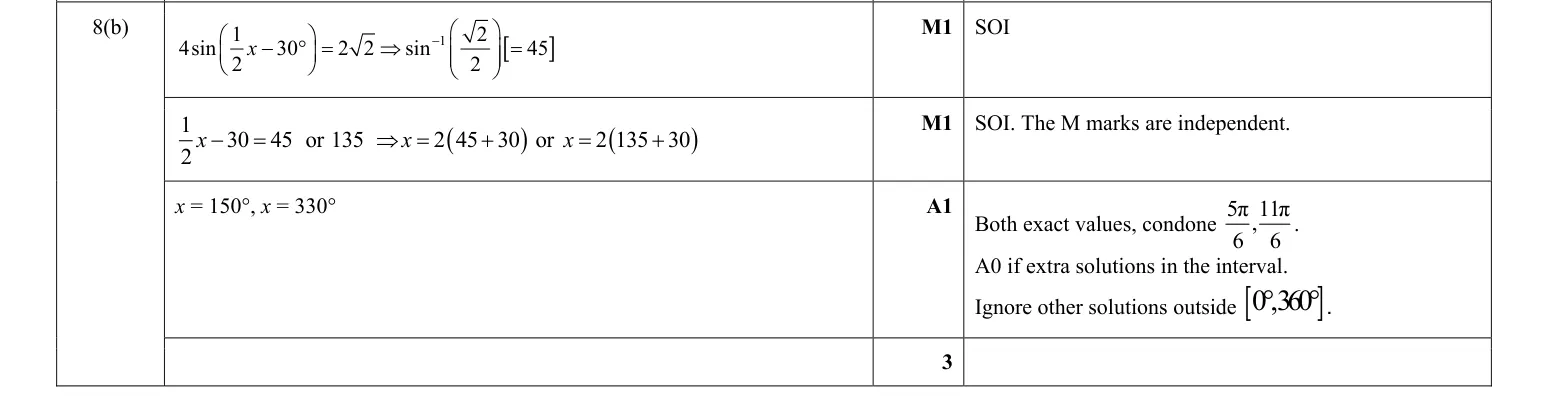 8(b)
4sin(1/2 x − 30°) = 2√2 ⇒ sin⁻¹(√2/2)[= 45]
M1
SOI
1/2 x − 30 = 45 or 135 ⇒ x = 2(45 + 30) or x = 2(135 + 30)
M1
SOI. The M marks are independent.
x = 150°, x = 330°
A1
Both exact values, condone 5π/6, 11π/6.
A0 if extra solutions in the interval.
Ignore other solutions outside [0°,360°].
3